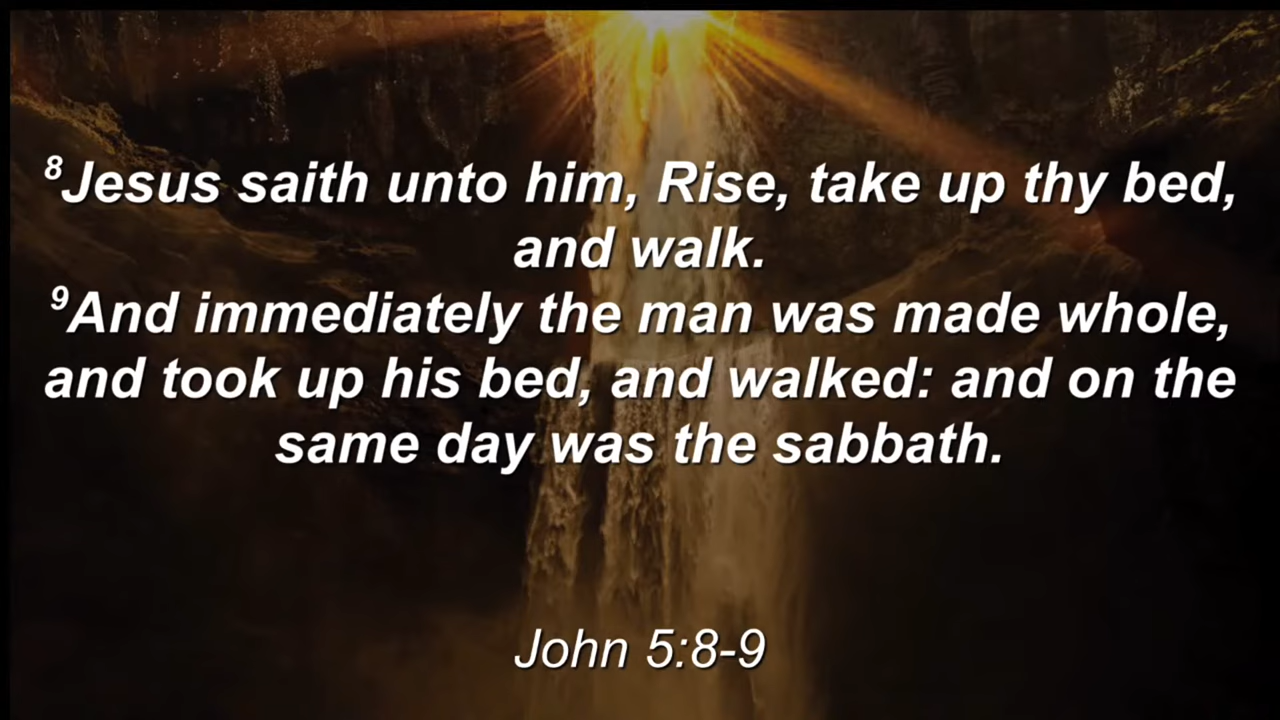 ⁸Jesus saith unto him, Rise, take up thy bed,
and walk.
⁹And immediately the man was made whole,
and took up his bed, and walked: and on the
same day was the sabbath.
John 5:8-9